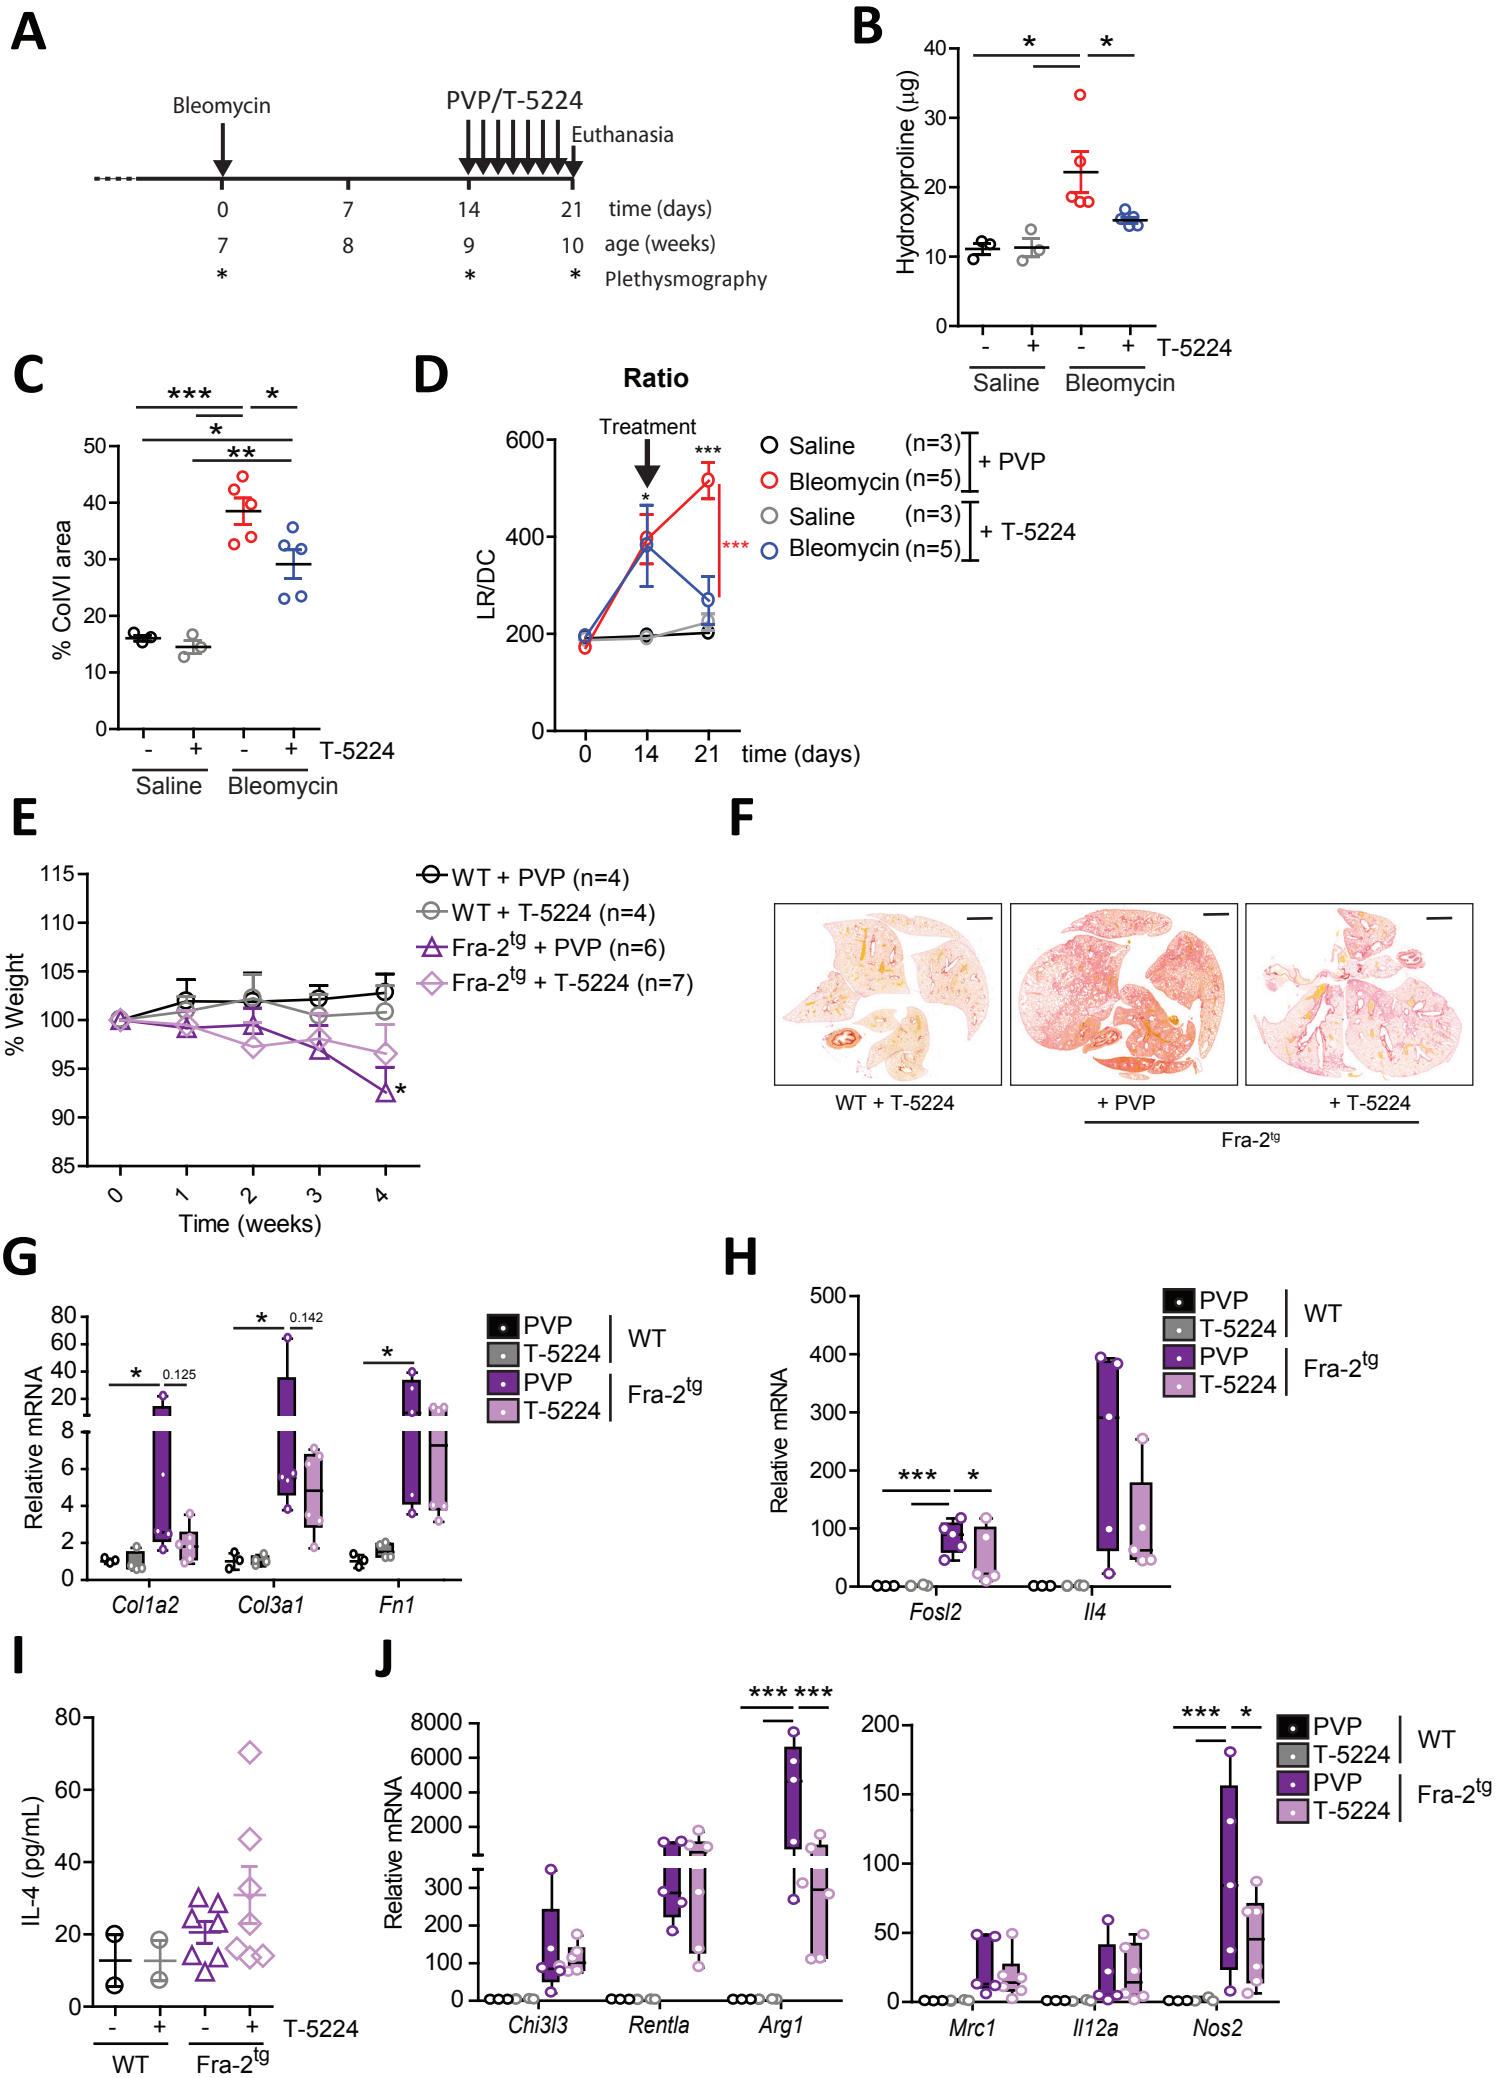 A
Bleomycin
PVP/T-5224
Euthanasia
0 7 14 21 time (days)
7 8 9 10 age (weeks)
* * * Plethysmography
B
Hydroxyproline (µg)
40
30
20
10
0
* *
- + - + T-5224
Saline Bleomycin
C
% ColVI area
50
40
30
20
10
0
*** *
*
**
- + - + T-5224
Saline Bleomycin
D
Ratio
Treatment
LR/DC
600
400
200
0
*
***
***
0 14 21 time (days)
Saline (n=3)
Bleomycin (n=5)
+ PVP
Saline (n=3)
Bleomycin (n=5)
+ T-5224
E
% Weight
115
110
105
100
95
90
85
*
0 1 2 3 4
Time (weeks)
WT + PVP (n=4)
WT + T-5224 (n=4)
Fra-2tg + PVP (n=6)
Fra-2tg + T-5224 (n=7)
F
WT + T-5224
+ PVP
+ T-5224
Fra-2tg
G
Relative mRNA
80
60
40
20
8
6
4
2
0
* 0.125
* 0.142
*
Col1a2 Col3a1 Fn1
PVP
T-5224
WT
PVP
T-5224
Fra-2tg
H
Relative mRNA
500
400
300
200
100
0
*** *
Fosl2 Il4
PVP
T-5224
WT
PVP
T-5224
Fra-2tg
I
IL-4 (pg/mL)
80
60
40
20
0
- + - + T-5224
WT Fra-2tg
J
Relative mRNA
8000
6000
4000
2000
300
200
100
0
*** ***
Chi3l3 Rentla Arg1
200
150
100
50
0
*** *
Mrc1 Il12a Nos2
PVP
T-5224
WT
PVP
T-5224
Fra-2tg